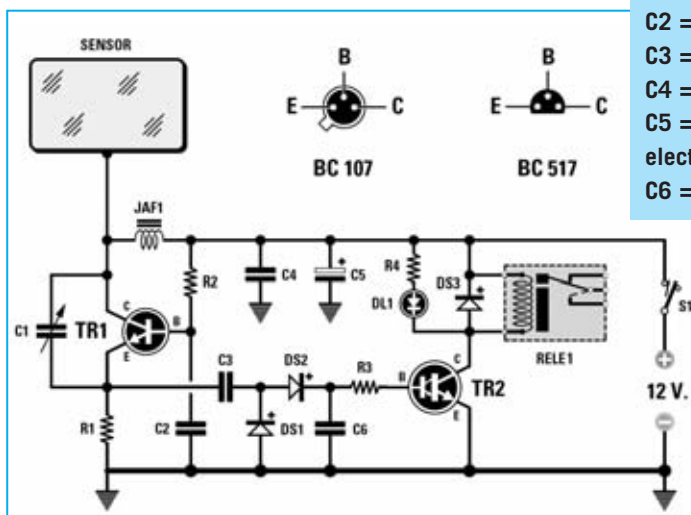 SENSOR
B
E
C
BC 107
B
E
C
BC 517
C2 =
C3 =
C4 =
C5 =
elect
C6 =
JAF1
R2
C4
+
C5
R4
DL1
DS3
+
RELE1
S1
C1
TR1
C
B
E
C3
DS2
+
R3
B
C
E
TR2
12 V.
+
−
R1
C2
DS1
+
C6